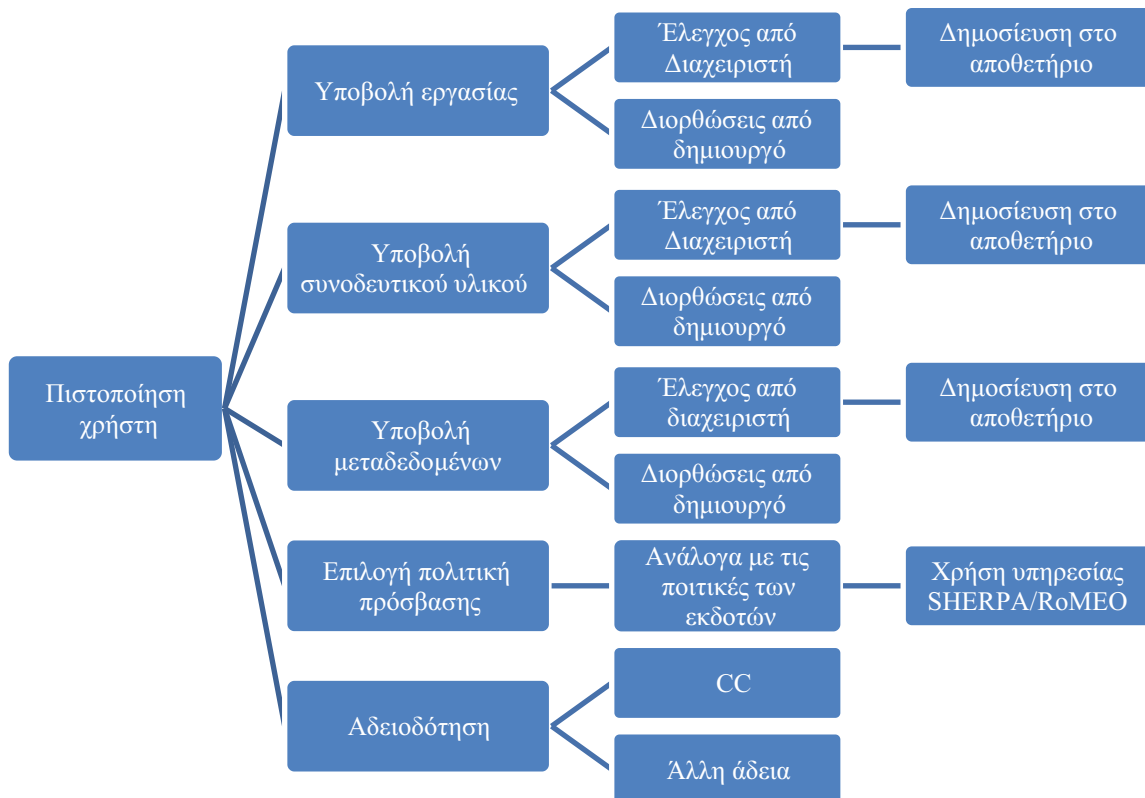 Πιστοποίηση
χρήστη
Υποβολή εργασίας
Έλεγχος από
Διαχειριστή
Δημοσίευση στο
αποθετήριο
Διορθώσεις από
δημιουργό
Υποβολή
συνοδευτικού υλικού
Έλεγχος από
Διαχειριστή
Δημοσίευση στο
αποθετήριο
Διορθώσεις από
δημιουργό
Υποβολή
μεταδεδομένων
Έλεγχος από
διαχειριστή
Δημοσίευση στο
αποθετήριο
Διορθώσεις από
δημιουργό
Επιλογή πολιτική
πρόσβασης
Ανάλογα με τις
ποιτικές των
εκδοτών
Χρήση υπηρεσίας
SHERPA/RoMEO
Αδειοδότηση
CC
Άλλη άδεια